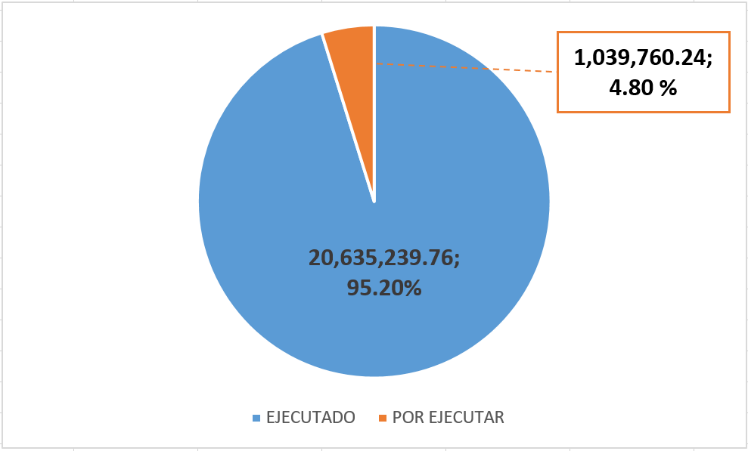 1,039,760.24;
4.80 %
20,635,239.76;
95.20%
EJECUTADO
POR EJECUTAR